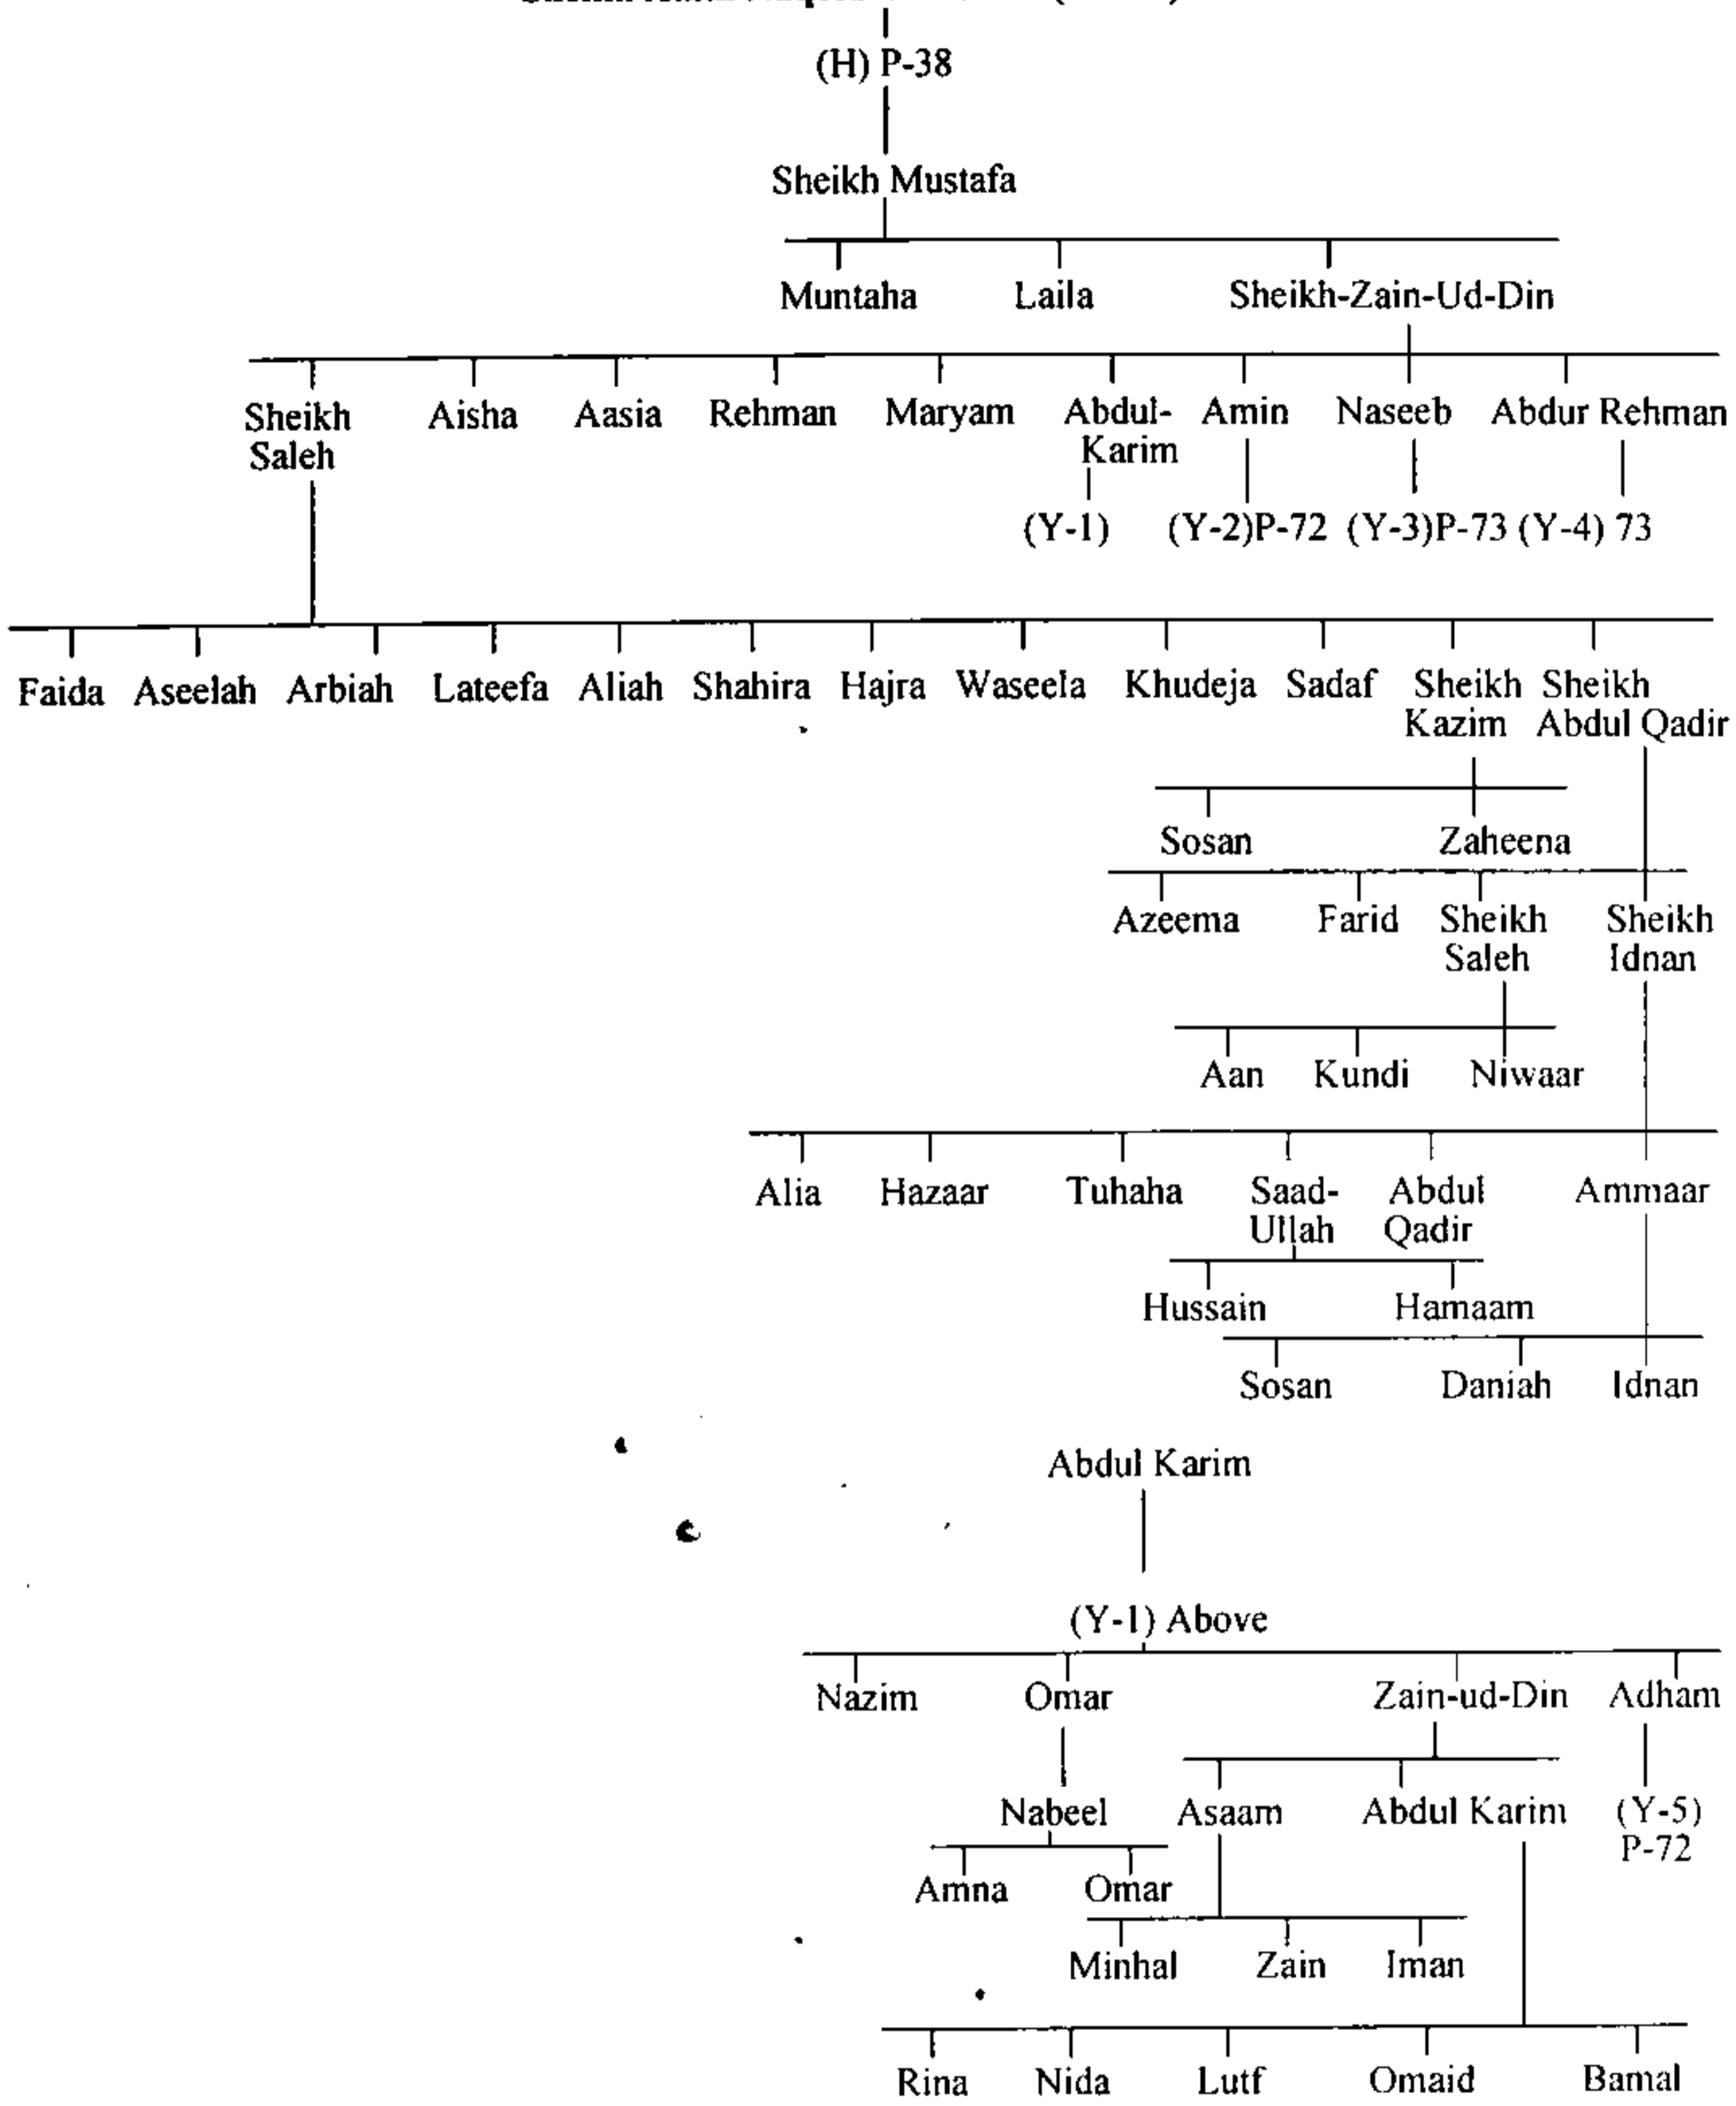 (H) P-38
Sheikh Mustafa
Muntaha Laila Sheikh-Zain-Ud-Din
Sheikh Aisha Aasia Rehman Maryam Abdul- Amin Naseeb Abdur Rehman
Saleh Karim
(Y-1) (Y-2)P-72 (Y-3)P-73 (Y-4) 73
Faida Aseelah Arbiah Lateefa Aliah Shahira Hajra Waseela Khudeja Sadaf Sheikh Sheikh
Kazim Abdul Qadir
Sosan Zaheena
Azeema Farid Sheikh Sheikh
Saleh Idnan
Aan Kundi Niwaar
Alia Hazaar Tuhaha Saad- Abdul Ammaar
Ullah Qadir
Hussain Hamaam
Sosan Daniah Idnan
Abdul Karim
(Y-1) Above
Nazim Omar Zain-ud-Din Adham
Nabeel Asaam Abdul Karim (Y-5)
P-72
Amna Omar
Minhal Zain Iman
Rina Nida Lutf Omaid Bamal